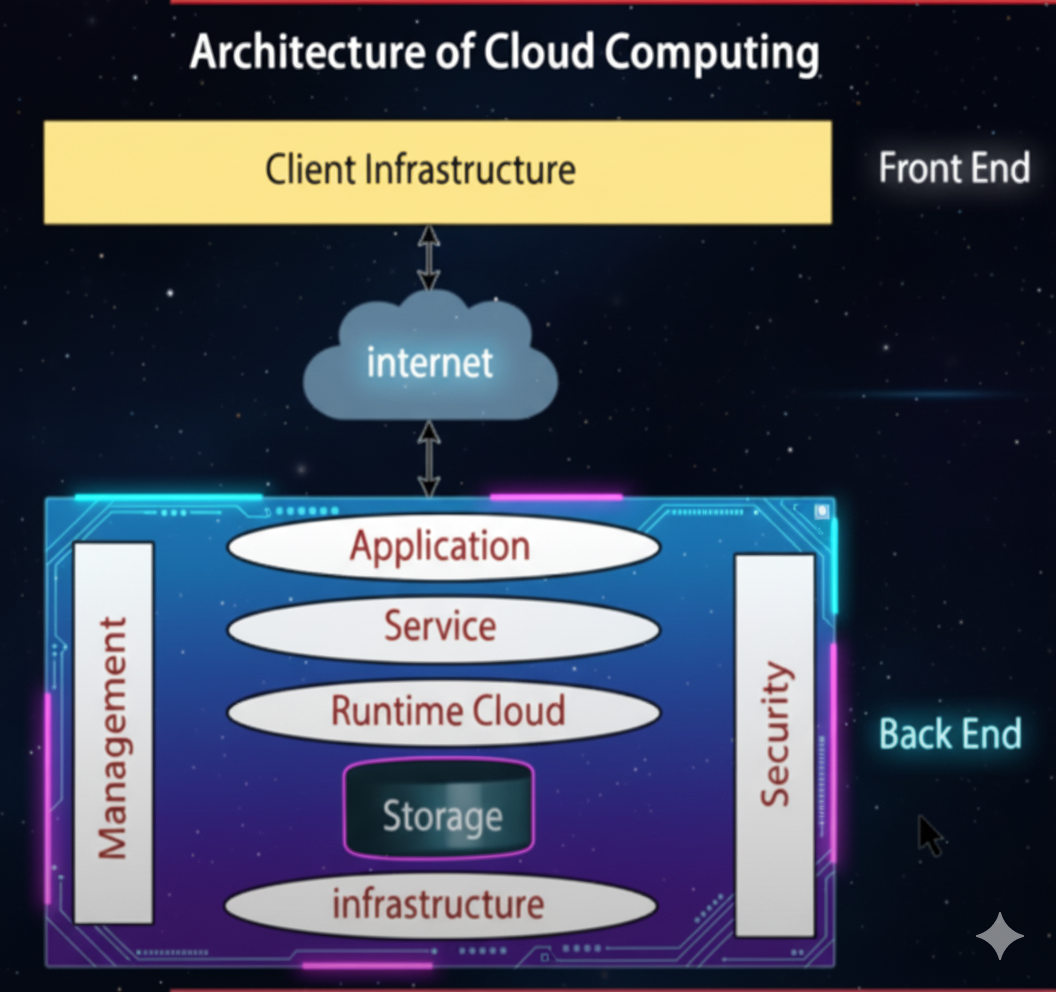 Architecture of Cloud Computing
Client Infrastructure
Front End
internet
Application
Service
Runtime Cloud
Storage
infrastructure
Management
Security
Back End